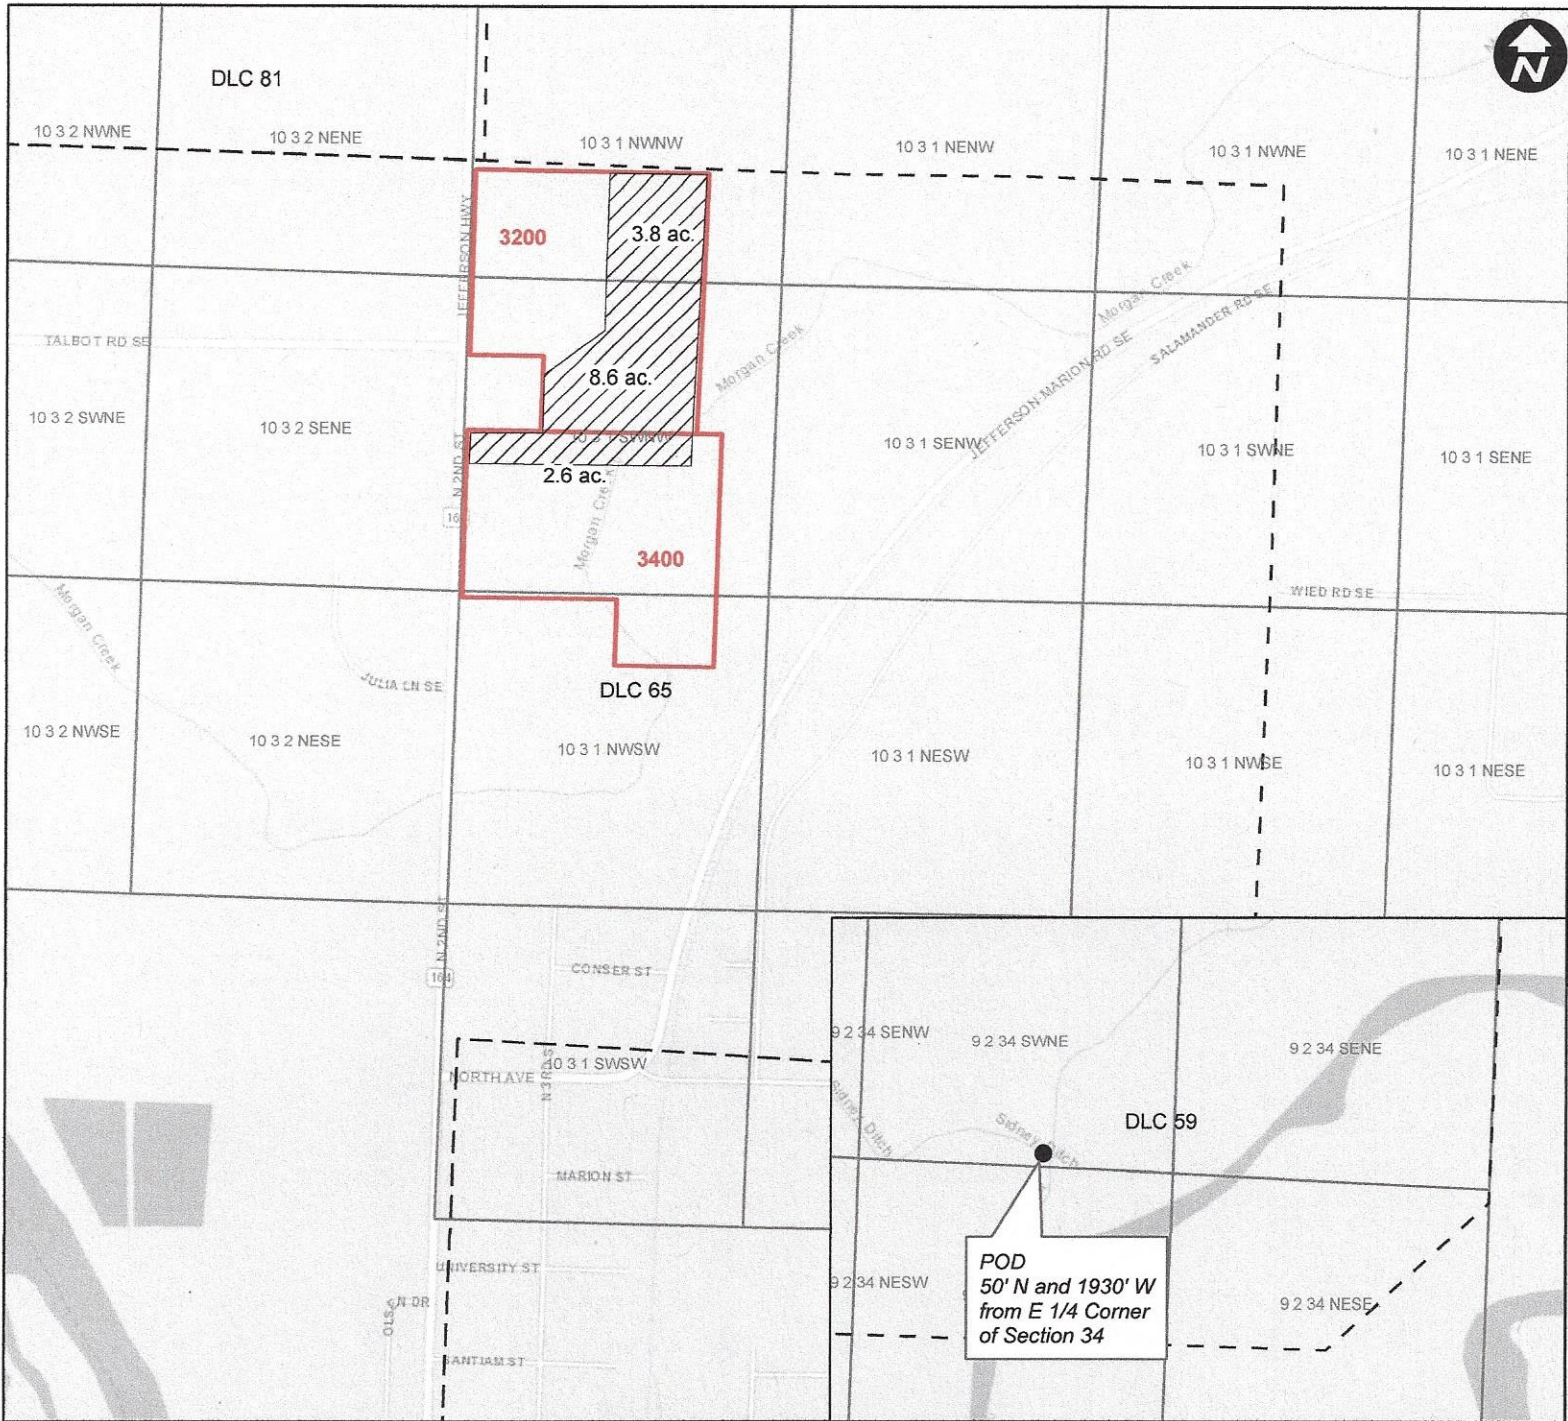 N
DLC 81
10 3 2 NWNE
10 3 2 NENE
10 3 1 NWNW
10 3 1 NENW
10 3 1 NWNE
10 3 1 NENE
JEFFERSON HWY
3200
3.8 ac.
Morgan Creek
Morgan Creek
SALAMANDER RD SE
JEFFERSON-MARION RD SE
TALBOT RD SE
8.6 ac.
10 3 2 SWNE
10 3 2 SENE
10 3 1 SWNW
10 3 1 SENW
10 3 1 SWNE
10 3 1 SENE
N 2ND ST
2.6 ac.
Morgan Creek
3400
WIED RD SE
Morgan Creek
JULIA LN SE
DLC 65
10 3 2 NWSE
10 3 2 NESE
10 3 1 NWSW
10 3 1 NESW
10 3 1 NWSE
10 3 1 NESE
N 2ND ST
164
CONSER ST
10 3 1 SWSW
NORTH AVE
N 3RD S
MARION ST
UNIVERSITY ST
OLSEN DR
SANTIAM ST
9 2 34 SENW
9 2 34 SWNE
9 2 34 SENE
Sidney Ditch
Sidney Ditch
DLC 59
POD
50' N and 1930' W
from E 1/4 Corner
of Section 34
9 2 34 NESW
9 2 34 NESE